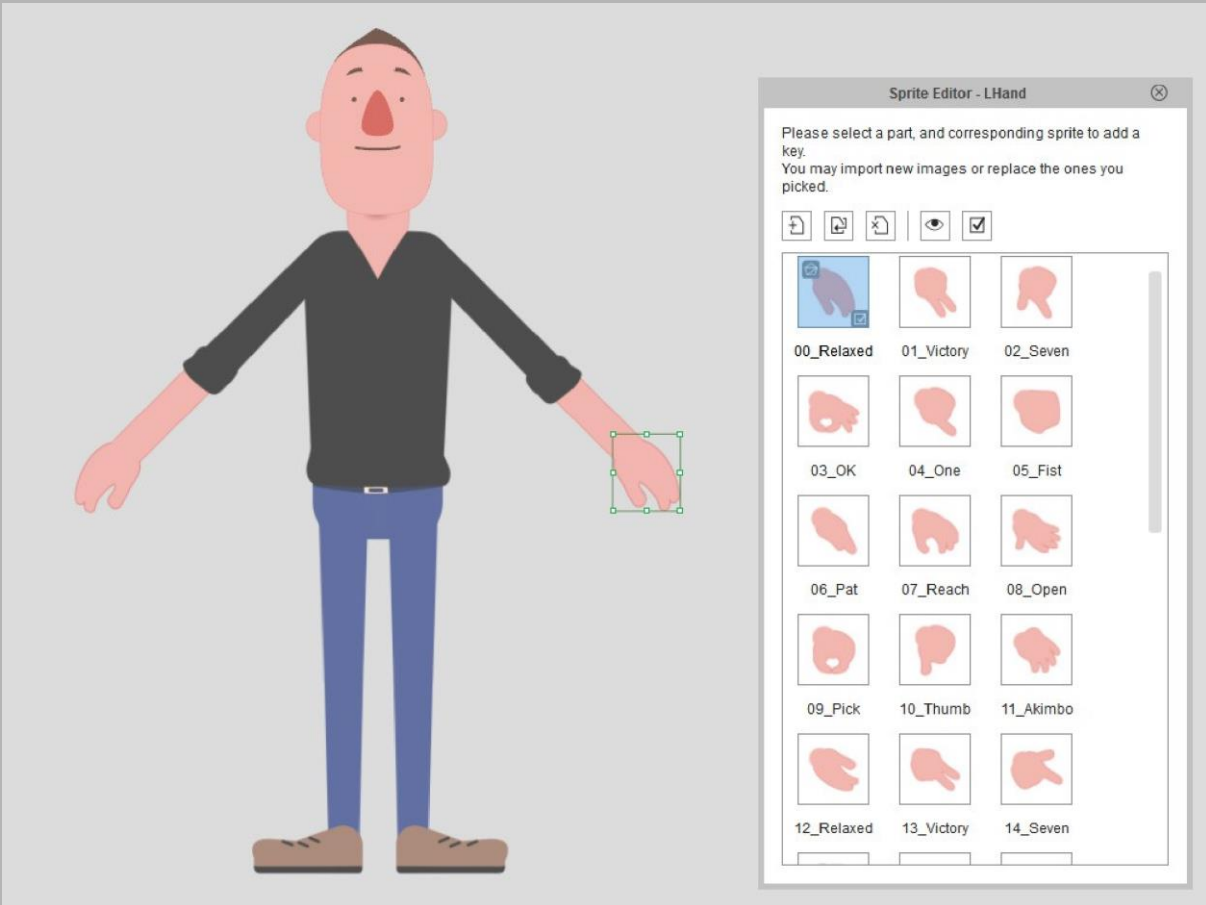 Sprite Editor - LHand
Please select a part, and corresponding sprite to add a
key.
You may import new images or replace the ones you
picked.
00_Relaxed 01_Victory 02_Seven
03_OK 04_One 05_Fist
06_Pat 07_Reach 08_Open
09_Pick 10_Thumb 11_Akimbo
12_Relaxed 13_Victory 14_Seven